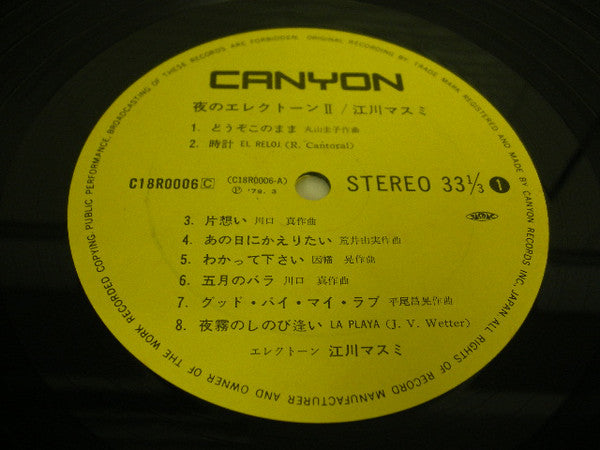 CANYON
夜のエレクトーンII/江川マスミ
1. どうぞこのまま 丸山圭子作曲
2. 時計 EL RELOJ (R. Cantoral)
C18R0006 C (C18R0006-A) STEREO 33 1/3 1
Ⓟ '79. 3
3. 片想い 川口 真作曲
4. あの日にかえりたい 荒井由実作曲
5. わかって下さい 因幡 晃作曲
6. 五月のバラ 川口 真作曲
7. グッド・バイ・マイ・ラブ 平尾昌晃作曲
8. 夜霧のしのび逢い LA PLAYA (J. V. Wetter)
エレクトーン 江川マスミ
ALL RIGHTS OF RECORD MANUFACTURER AND OWNER OF THE WORK RECORDED COPYING PUBLIC PERFORMANCE, BROADCASTING OF THESE RECORDS ARE FORBIDDEN. ORIGINAL RECORDING BY TRADE MARK REGISTERED AND MADE BY CANYON RECORDS INC. JAPAN